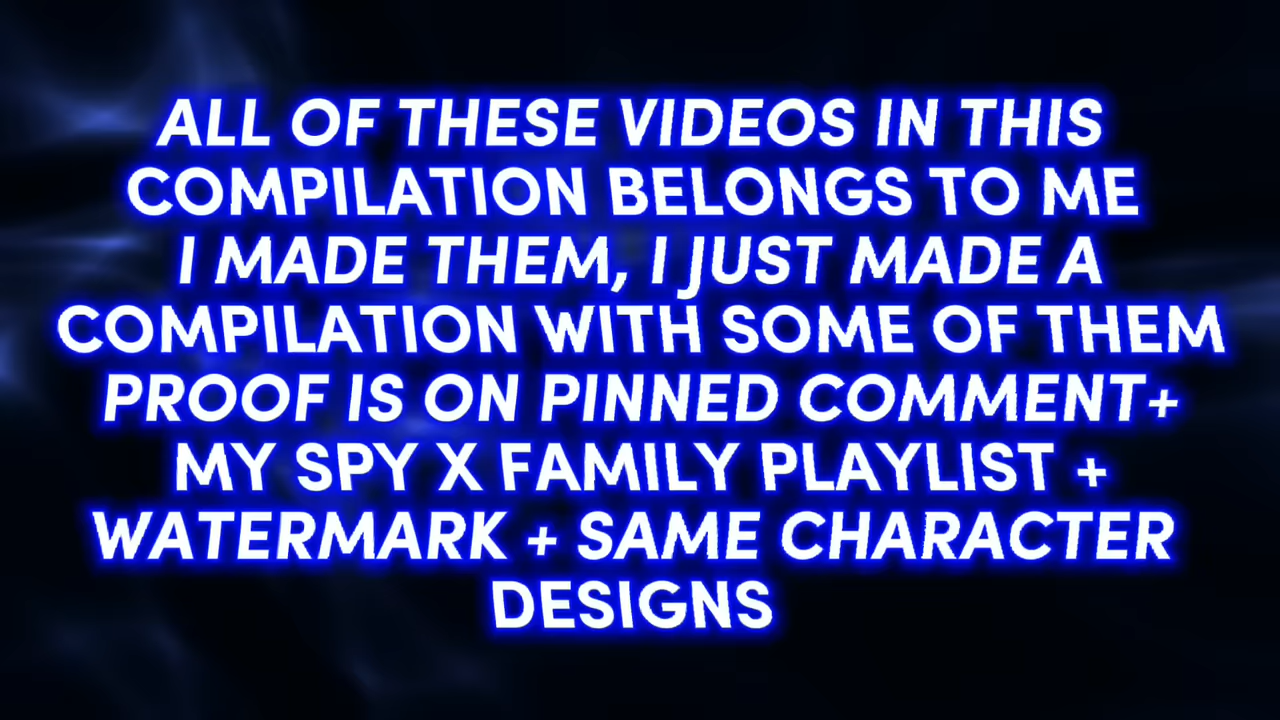 ALL OF THESE VIDEOS IN THIS
COMPILATION BELONGS TO ME
I MADE THEM, I JUST MADE A
COMPILATION WITH SOME OF THEM
PROOF IS ON PINNED COMMENT+
MY SPY X FAMILY PLAYLIST +
WATERMARK + SAME CHARACTER
DESIGNS